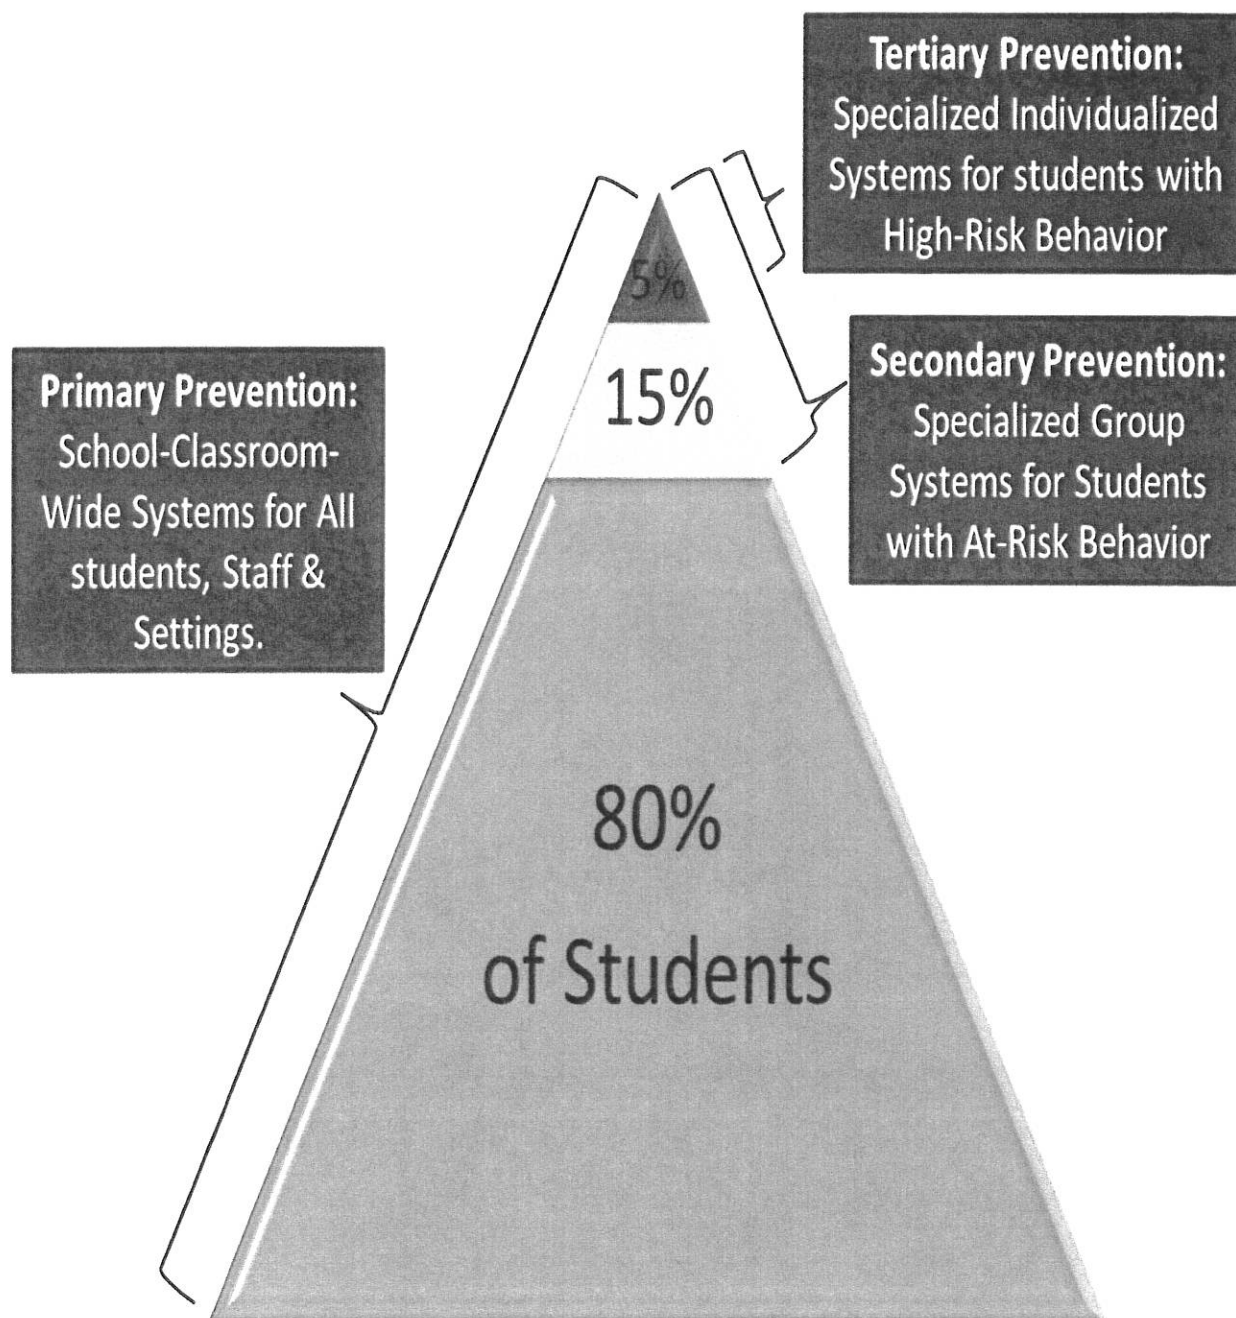 Tertiary Prevention:
Specialized Individualized
Systems for students with
High-Risk Behavior
5%
15%
Secondary Prevention:
Specialized Group
Systems for Students
with At-Risk Behavior
Primary Prevention:
School-Classroom-
Wide Systems for All
students, Staff &
Settings.
80%
of Students